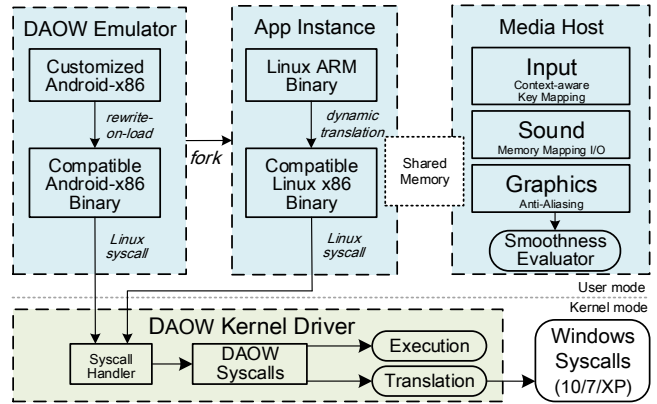 DAOW Emulator
Customized
Android-x86
rewrite-
on-load
Compatible
Android-x86
Binary
Linux
syscall
fork
App Instance
Linux ARM
Binary
dynamic
translation
Compatible
Linux x86
Binary
Linux
syscall
Shared
Memory
Media Host
Input
Context-aware
Key Mapping
Sound
Memory Mapping I/O
Graphics
Anti-Aliasing
Smoothness
Evaluator
User mode
Kernel mode
DAOW Kernel Driver
Syscall
Handler
DAOW
Syscalls
Execution
Translation
Windows
Syscalls
(10/7/XP)